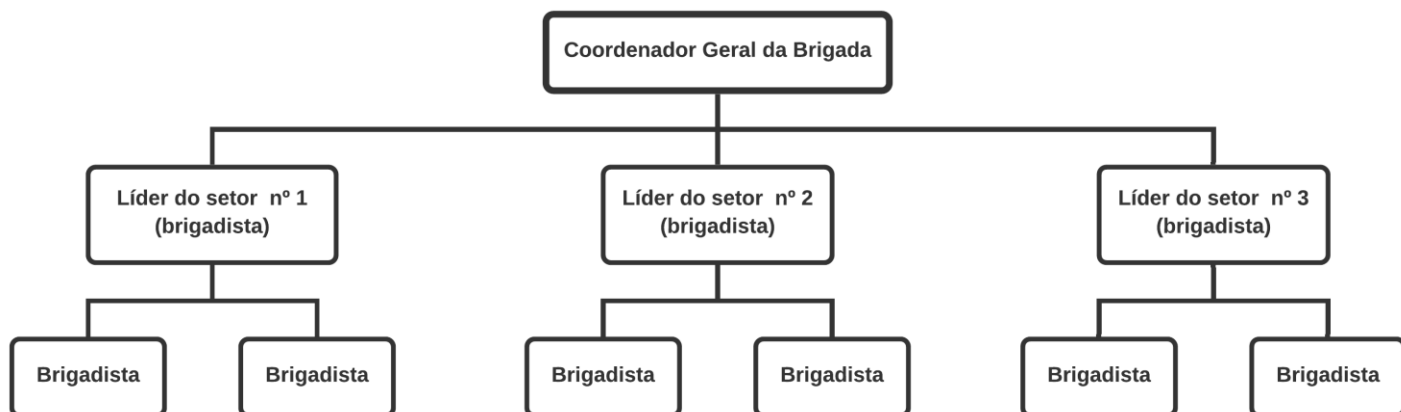 Coordenador Geral da Brigada
Líder do setor nº 1
(brigadista)
Líder do setor nº 2
(brigadista)
Líder do setor nº 3
(brigadista)
Brigadista
Brigadista
Brigadista
Brigadista
Brigadista
Brigadista